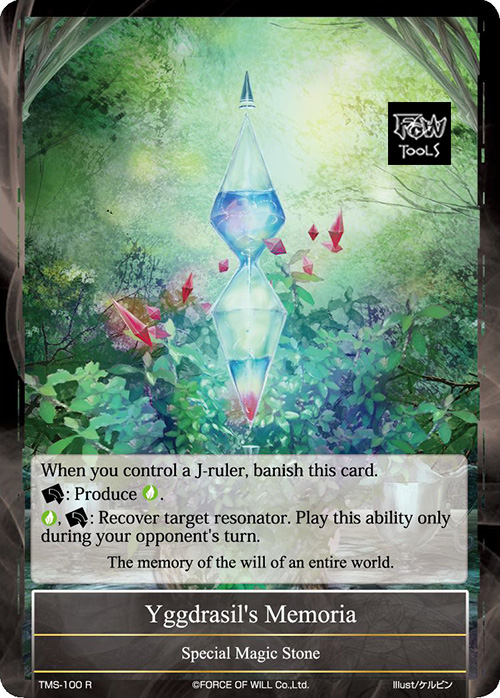 FOW
TOOLS
When you control a J-ruler, banish this card.
: Produce .
, : Recover target resonator. Play this ability only
during your opponent's turn.
The memory of the will of an entire world.
Yggdrasil's Memoria
Special Magic Stone
TMS-100 R ©FORCE OF WILL Co.,Ltd. Illust/ケルビン